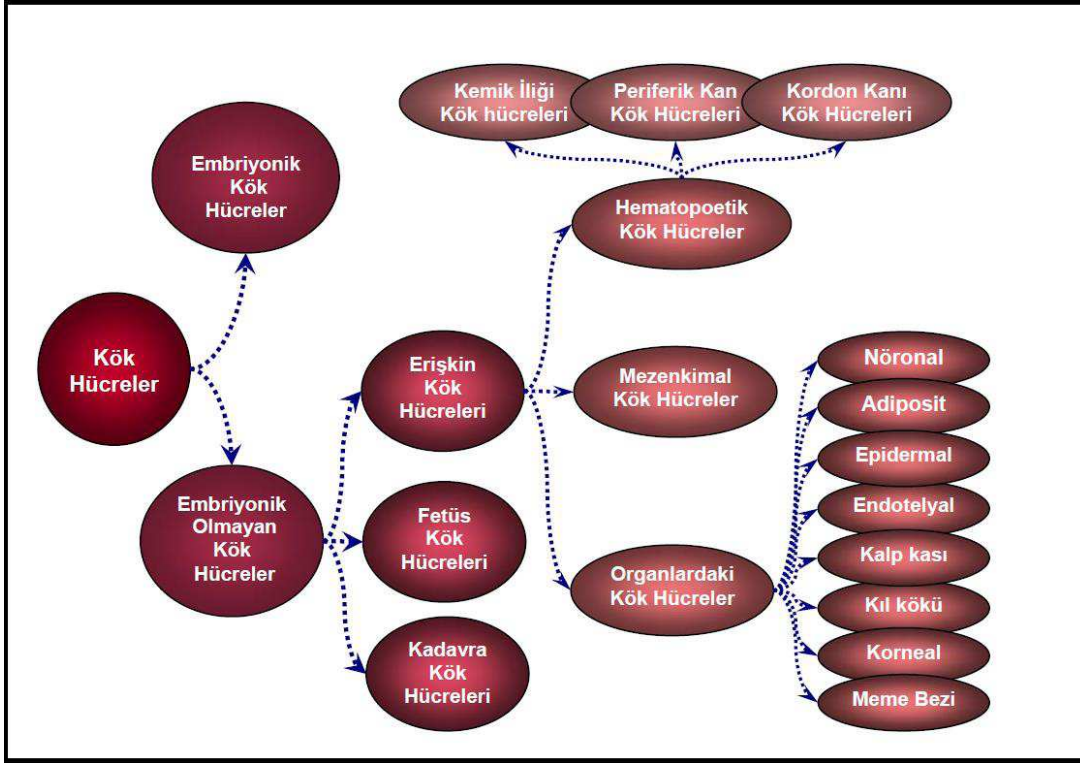 Kemik İliği
Kök hücreleri
Periferik Kan
Kök Hücreleri
Kordon Kanı
Kök Hücreleri
Embriyonik
Kök
Hücreler
Hematopoetik
Kök Hücreler
Kök
Hücreler
Erişkin
Kök
Hücreleri
Mezenkimal
Kök Hücreler
Nöronal
Adiposit
Epidermal
Endotelyal
Kalp kası
Kıl kökü
Korneal
Meme Bezi
Embriyonik
Olmayan
Kök
Hücreler
Fetüs
Kök
Hücreleri
Organlardaki
Kök Hücreler
Kadavra
Kök
Hücreleri